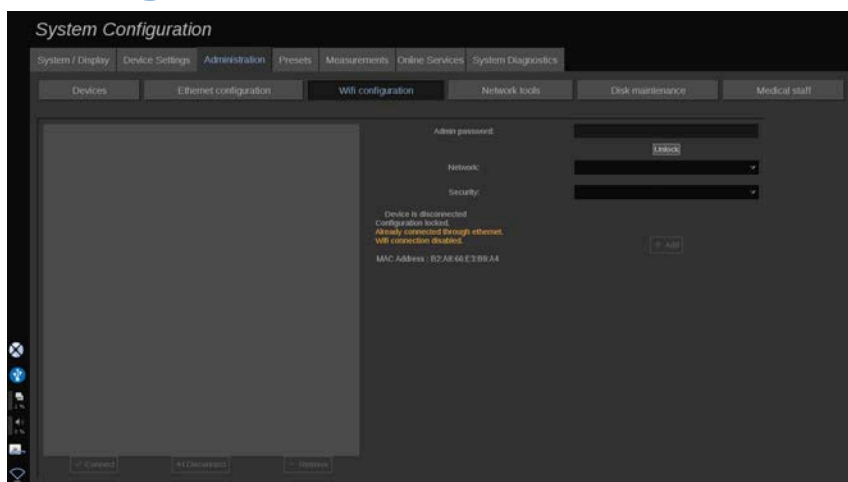 System Configuration
System / Display Device Settings Administration Presets Measurements Online Services System Diagnostics
Devices Ethernet configuration Wifi configuration Network tools Disk maintenance Medical staff
Admin password:
Unlock
Network:
Security:
Device is disconnected
Configuration locked.
Already connected through ethernet.
Wifi connection disabled.
+ Add
MAC Address : B2:A8:66:E3:B9:A4
Connect Disconnect Remove